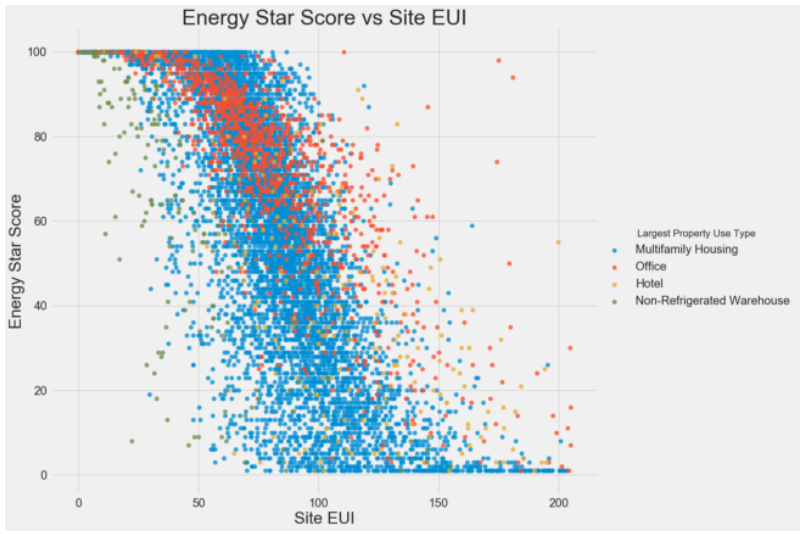 Energy Star Score vs Site EUI
100
80
60
40
20
0
Energy Star Score
0 50 100 150 200
Site EUI
Largest Property Use Type
Multifamily Housing
Office
Hotel
Non-Refrigerated Warehouse